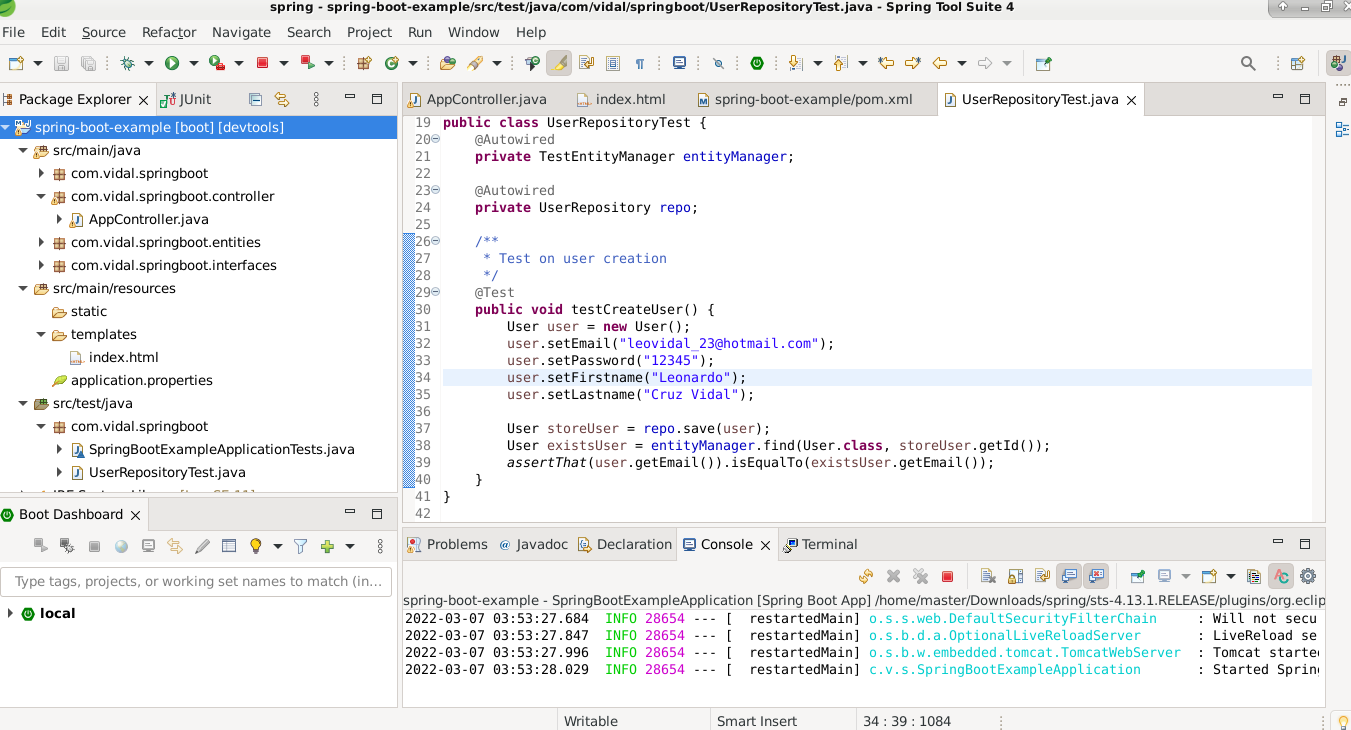 spring - spring-boot-example/src/test/java/com/vidal/springboot/UserRepositoryTest.java - Spring Tool Suite 4
File Edit Source Refactor Navigate Search Project Run Window Help
Package Explorer JUnit
spring-boot-example [boot] [devtools]
src/main/java
com.vidal.springboot
com.vidal.springboot.controller
AppController.java
com.vidal.springboot.entities
com.vidal.springboot.interfaces
src/main/resources
static
templates
index.html
application.properties
src/test/java
com.vidal.springboot
SpringBootExampleApplicationTests.java
UserRepositoryTest.java
Boot Dashboard
Type tags, projects, or working set names to match (in...
local
AppController.java index.html spring-boot-example/pom.xml UserRepositoryTest.java
19 public class UserRepositoryTest {
20 @Autowired
21 private TestEntityManager entityManager;
22
23 @Autowired
24 private UserRepository repo;
25
26 /**
27 * Test on user creation
28 */
29 @Test
30 public void testCreateUser() {
31 User user = new User();
32 user.setEmail("leovidal_23@hotmail.com");
33 user.setPassword("12345");
34 user.setFirstname("Leonardo");
35 user.setLastname("Cruz Vidal");
36
37 User storeUser = repo.save(user);
38 User existsUser = entityManager.find(User.class, storeUser.getId());
39 assertThat(user.getEmail()).isEqualTo(existsUser.getEmail());
40 }
41 }
42
Problems @ Javadoc Declaration Console Terminal
spring-boot-example - SpringBootExampleApplication [Spring Boot App] /home/master/Downloads/spring/sts-4.13.1.RELEASE/plugins/org.eclip
2022-03-07 03:53:27.684 INFO 28654 --- [ restartedMain] o.s.s.web.DefaultSecurityFilterChain : Will not secu
2022-03-07 03:53:27.847 INFO 28654 --- [ restartedMain] o.s.b.d.a.OptionalLiveReloadServer : LiveReload se
2022-03-07 03:53:27.996 INFO 28654 --- [ restartedMain] o.s.b.w.embedded.tomcat.TomcatWebServer : Tomcat starte
2022-03-07 03:53:28.029 INFO 28654 --- [ restartedMain] c.v.s.SpringBootExampleApplication : Started Spring
Writable Smart Insert 34 : 39 : 1084